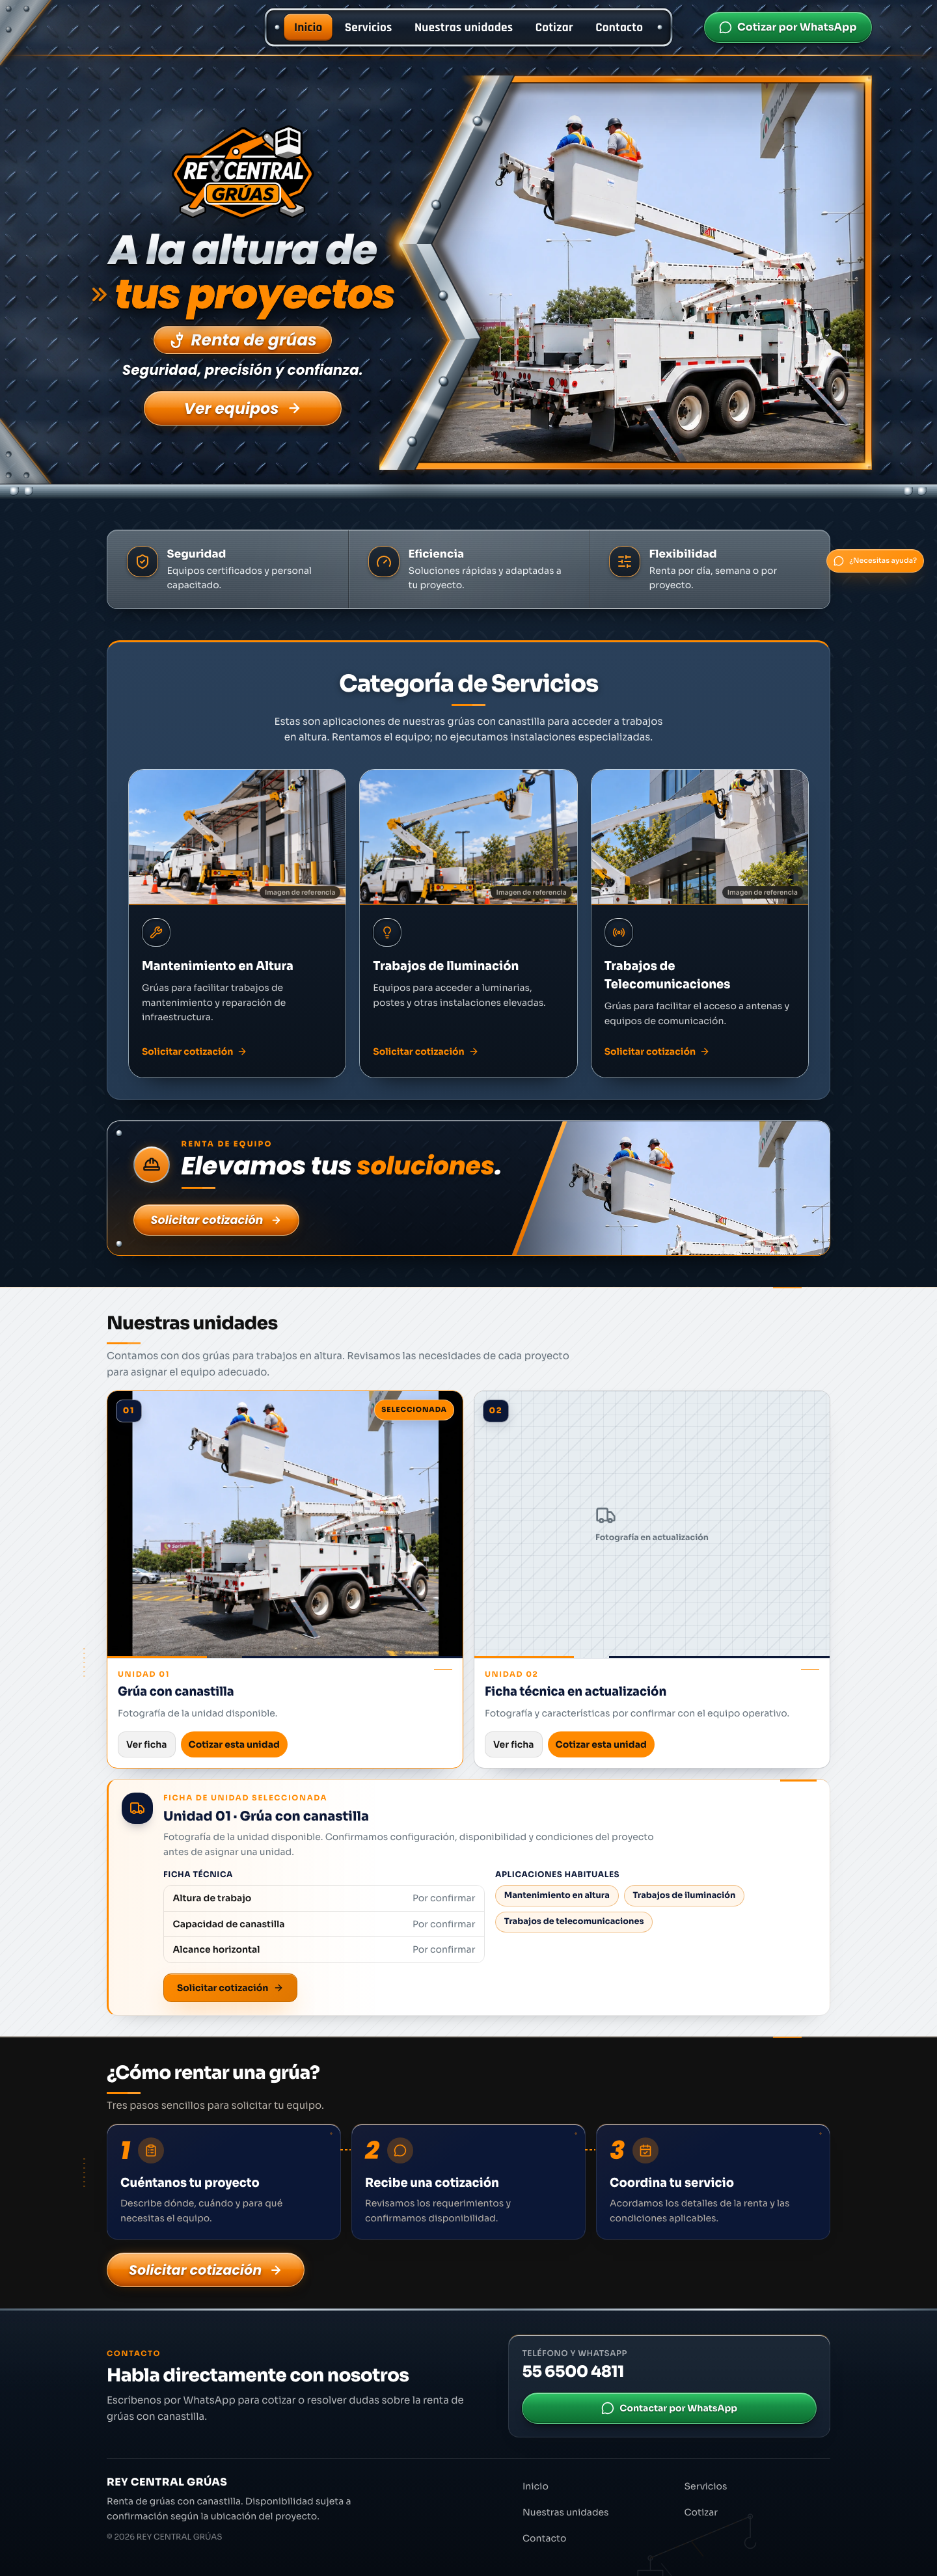 Inicio
Servicios
Nuestras unidades
Cotizar
Contacto
Cotizar por WhatsApp
REY CENTRAL
GRÚAS
A la altura de
tus proyectos
Renta de grúas
Seguridad, precisión y confianza.
Ver equipos
Seguridad
Equipos certificados y personal
capacitado.
Eficiencia
Soluciones rápidas y adaptadas a
tu proyecto.
Flexibilidad
Renta por día, semana o por
proyecto.
¿Necesitas ayuda?
Categoría de Servicios
Estas son aplicaciones de nuestras grúas con canastilla para acceder a trabajos
en altura. Rentamos el equipo; no ejecutamos instalaciones especializadas.
Imagen de referencia
Mantenimiento en Altura
Grúas para facilitar trabajos de
mantenimiento y reparación de
infraestructura.
Solicitar cotización
Imagen de referencia
Trabajos de Iluminación
Equipos para acceder a luminarias,
postes y otras instalaciones elevadas.
Solicitar cotización
Imagen de referencia
Trabajos de
Telecomunicaciones
Grúas para facilitar el acceso a antenas y
equipos de comunicación.
Solicitar cotización
RENTA DE EQUIPO
Elevamos tus soluciones.
Solicitar cotización
Nuestras unidades
Contamos con dos grúas para trabajos en altura. Revisamos las necesidades de cada proyecto
para asignar el equipo adecuado.
01
SELECCIONADA
UNIDAD 01
Grúa con canastilla
Fotografía de la unidad disponible.
Ver ficha
Cotizar esta unidad
02
Fotografía en actualización
UNIDAD 02
Ficha técnica en actualización
Fotografía y características por confirmar con el equipo operativo.
Ver ficha
Cotizar esta unidad
FICHA DE UNIDAD SELECCIONADA
Unidad 01 · Grúa con canastilla
Fotografía de la unidad disponible. Confirmamos configuración, disponibilidad y condiciones del proyecto
antes de asignar una unidad.
FICHA TÉCNICA
Altura de trabajo Por confirmar
Capacidad de canastilla Por confirmar
Alcance horizontal Por confirmar
APLICACIONES HABITUALES
Mantenimiento en altura
Trabajos de iluminación
Trabajos de telecomunicaciones
Solicitar cotización
¿Cómo rentar una grúa?
Tres pasos sencillos para solicitar tu equipo.
1
Cuéntanos tu proyecto
Describe dónde, cuándo y para qué
necesitas el equipo.
2
Recibe una cotización
Revisamos los requerimientos y
confirmamos disponibilidad.
3
Coordina tu servicio
Acordamos los detalles de la renta y las
condiciones aplicables.
Solicitar cotización
CONTACTO
Habla directamente con nosotros
Escríbenos por WhatsApp para cotizar o resolver dudas sobre la renta de
grúas con canastilla.
TELÉFONO Y WHATSAPP
55 6500 4811
Contactar por WhatsApp
REY CENTRAL GRÚAS
Renta de grúas con canastilla. Disponibilidad sujeta a
confirmación según la ubicación del proyecto.
© 2026 REY CENTRAL GRÚAS
Inicio
Servicios
Nuestras unidades
Cotizar
Contacto